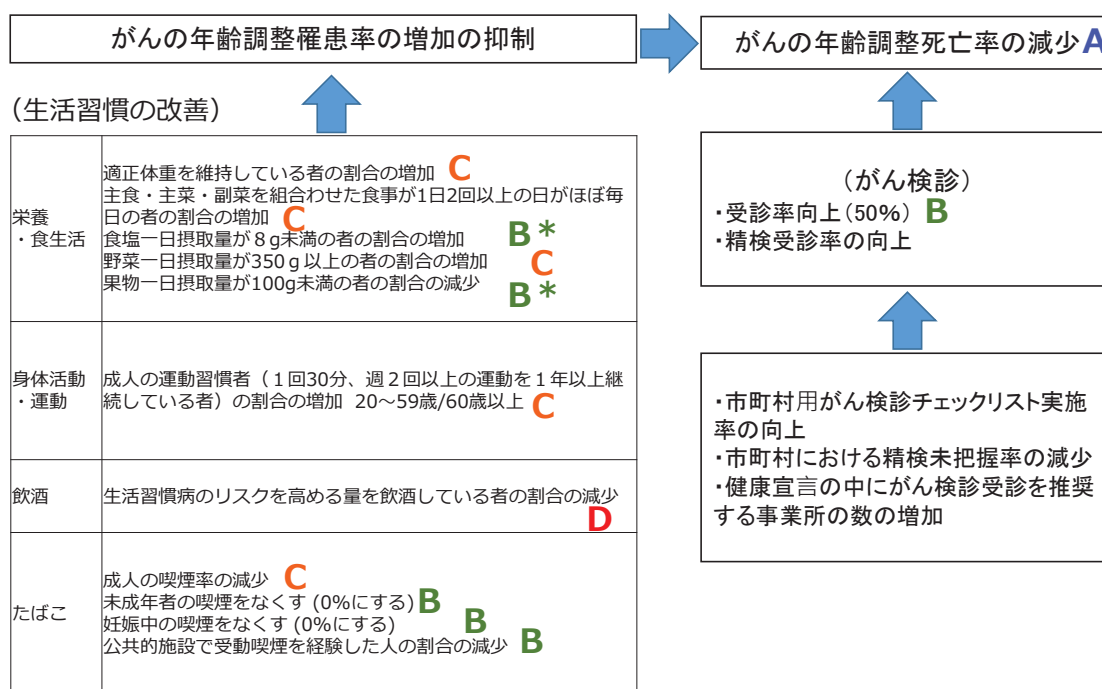 がんの年齢調整罹患率の増加の抑制
がんの年齢調整死亡率の減少 A
(生活習慣の改善)
栄養
・食生活
適正体重を維持している者の割合の増加 C
主食・主菜・副菜を組合わせた食事が1日2回以上の日がほぼ毎
日の者の割合の増加 C
食塩一日摂取量が8g未満の者の割合の増加 B*
野菜一日摂取量が350g以上の者の割合の増加 C
果物一日摂取量が100g未満の者の割合の減少 B*
身体活動
・運動
成人の運動習慣者(1回30分、週2回以上の運動を1年以上継
続している者)の割合の増加 20~59歳/60歳以上 C
飲酒
生活習慣病のリスクを高める量を飲酒している者の割合の減少
D
たばこ
成人の喫煙率の減少 C
未成年者の喫煙をなくす (0%にする) B
妊娠中の喫煙をなくす (0%にする) B
公共的施設で受動喫煙を経験した人の割合の減少 B
(がん検診)
・受診率向上(50%) B
・精検受診率の向上
・市町村用がん検診チェックリスト実施
率の向上
・市町村における精検未把握率の減少
・健康宣言の中にがん検診受診を推奨
する事業所の数の増加